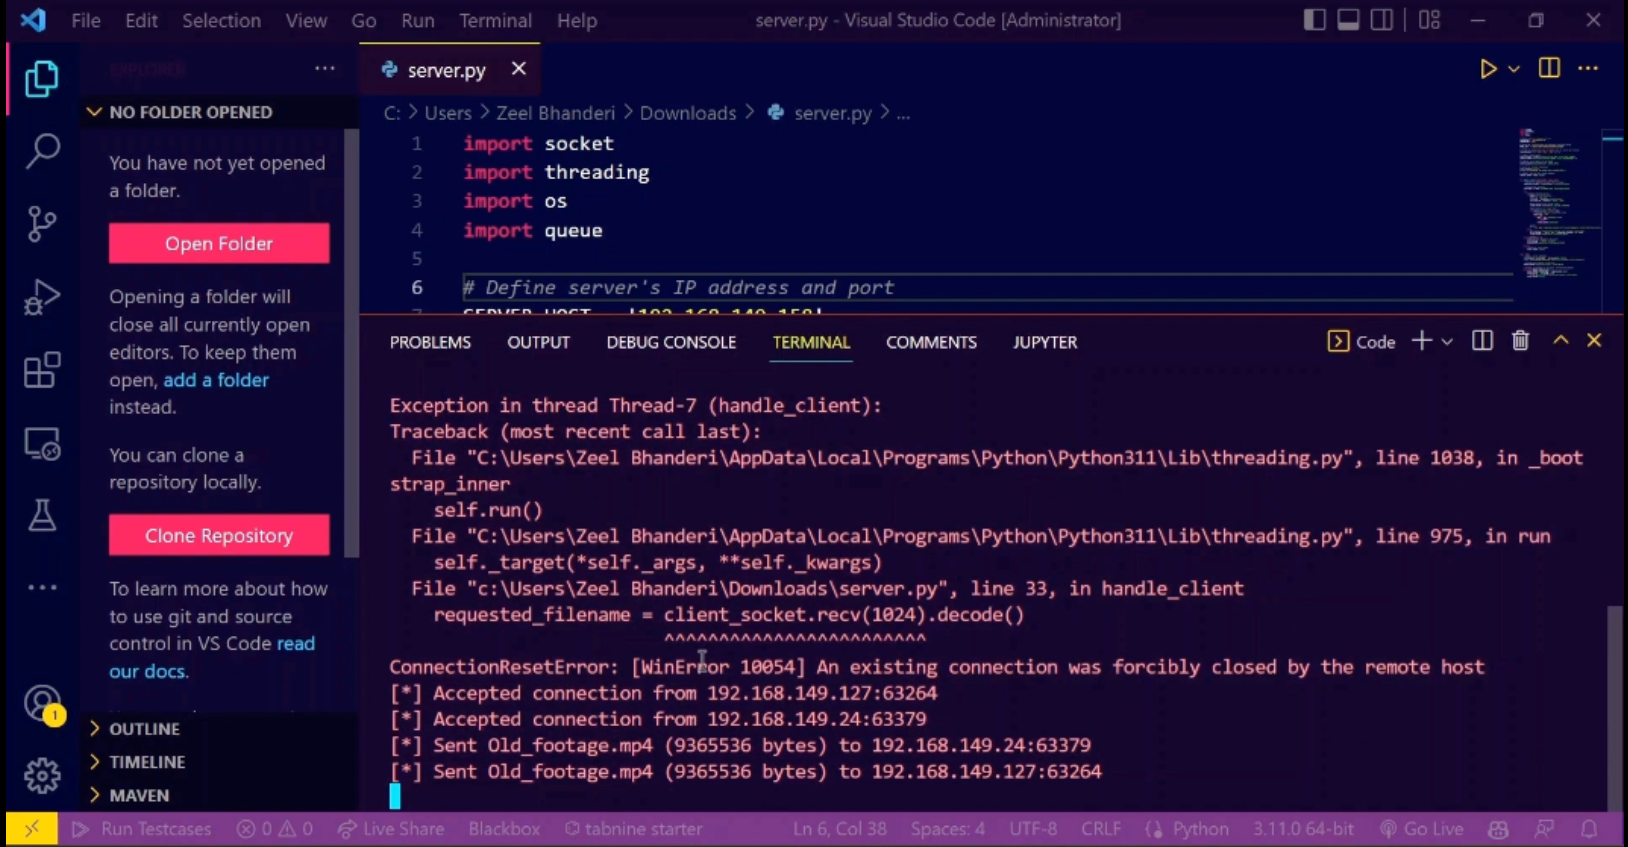 File Edit Selection View Go Run Terminal Help
server.py - Visual Studio Code [Administrator]
EXPLORER
server.py
NO FOLDER OPENED
You have not yet opened
a folder.
Open Folder
Opening a folder will
close all currently open
editors. To keep them
open, add a folder
instead.
You can clone a
repository locally.
Clone Repository
To learn more about how
to use git and source
control in VS Code read
our docs.
OUTLINE
TIMELINE
MAVEN
C: > Users > Zeel Bhanderi > Downloads > server.py > ...
1 import socket
2 import threading
3 import os
4 import queue
5
6 # Define server's IP address and port
PROBLEMS OUTPUT DEBUG CONSOLE TERMINAL COMMENTS JUPYTER
Code
Exception in thread Thread-7 (handle_client):
Traceback (most recent call last):
File "C:\Users\Zeel Bhanderi\AppData\Local\Programs\Python\Python311\Lib\threading.py", line 1038, in _boot
strap_inner
self.run()
File "C:\Users\Zeel Bhanderi\AppData\Local\Programs\Python\Python311\Lib\threading.py", line 975, in run
self._target(*self._args, **self._kwargs)
File "c:\Users\Zeel Bhanderi\Downloads\server.py", line 33, in handle_client
requested_filename = client_socket.recv(1024).decode()
^^^^^^^^^^^^^^^^^^^^^^^^
ConnectionResetError: [WinError 10054] An existing connection was forcibly closed by the remote host
[*] Accepted connection from 192.168.149.127:63264
[*] Accepted connection from 192.168.149.24:63379
[*] Sent Old_footage.mp4 (9365536 bytes) to 192.168.149.24:63379
[*] Sent Old_footage.mp4 (9365536 bytes) to 192.168.149.127:63264
1
Run Testcases 0 0 Live Share Blackbox tabnine starter Ln 6, Col 38 Spaces: 4 UTF-8 CRLF Python 3.11.0 64-bit Go Live